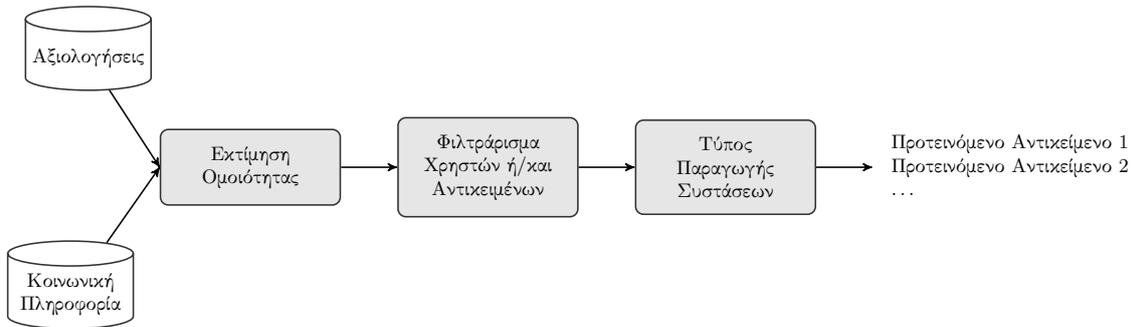 Αξιολογήσεις
Κοινωνική
Πληροφορία
Εκτίμηση
Ομοιότητας
Φιλτράρισμα
Χρηστών ή/και
Αντικειμένων
Τύπος
Παραγωγής
Συστάσεων
Προτεινόμενο Αντικείμενο 1
Προτεινόμενο Αντικείμενο 2
...